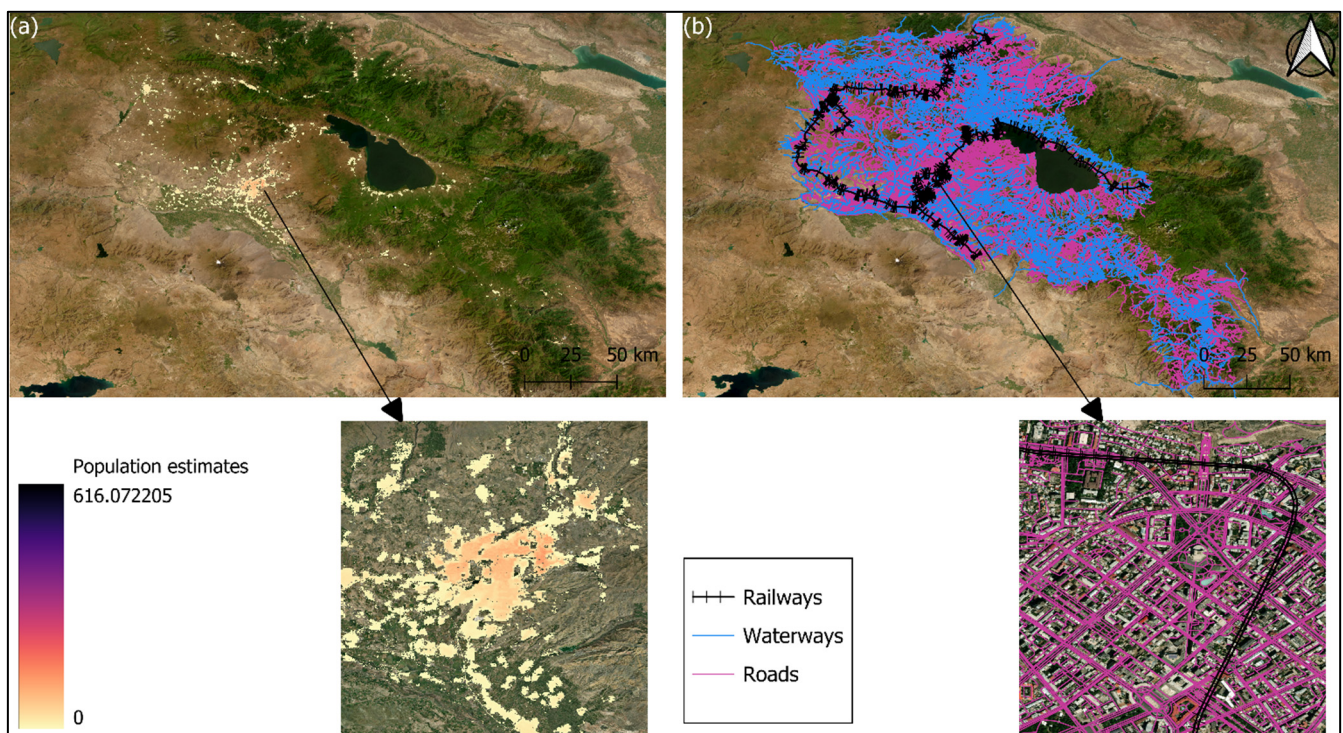 (a)
(b)
0 25 50 km
0 25 50 km
Population estimates
616.072205
0
Railways
Waterways
Roads